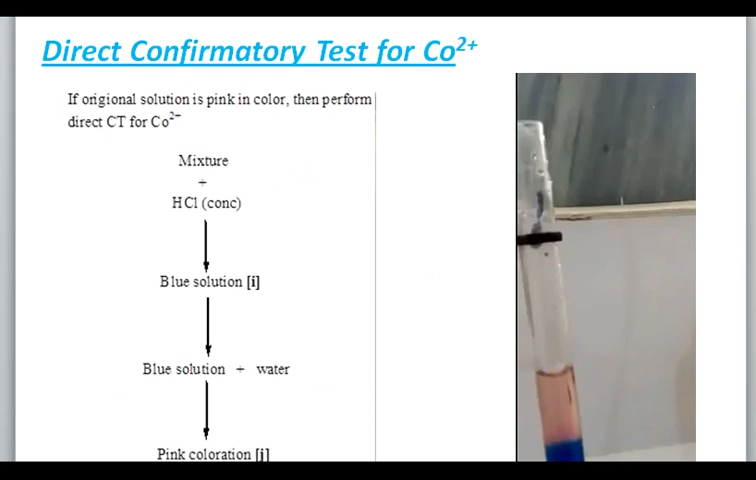 Direct Confirmatory Test for Co2+
If origional solution is pink in color, then perform
direct CT for Co2−
Mixture
+
HCl (conc)
Blue solution [i]
Blue solution + water
Pink coloration [j]